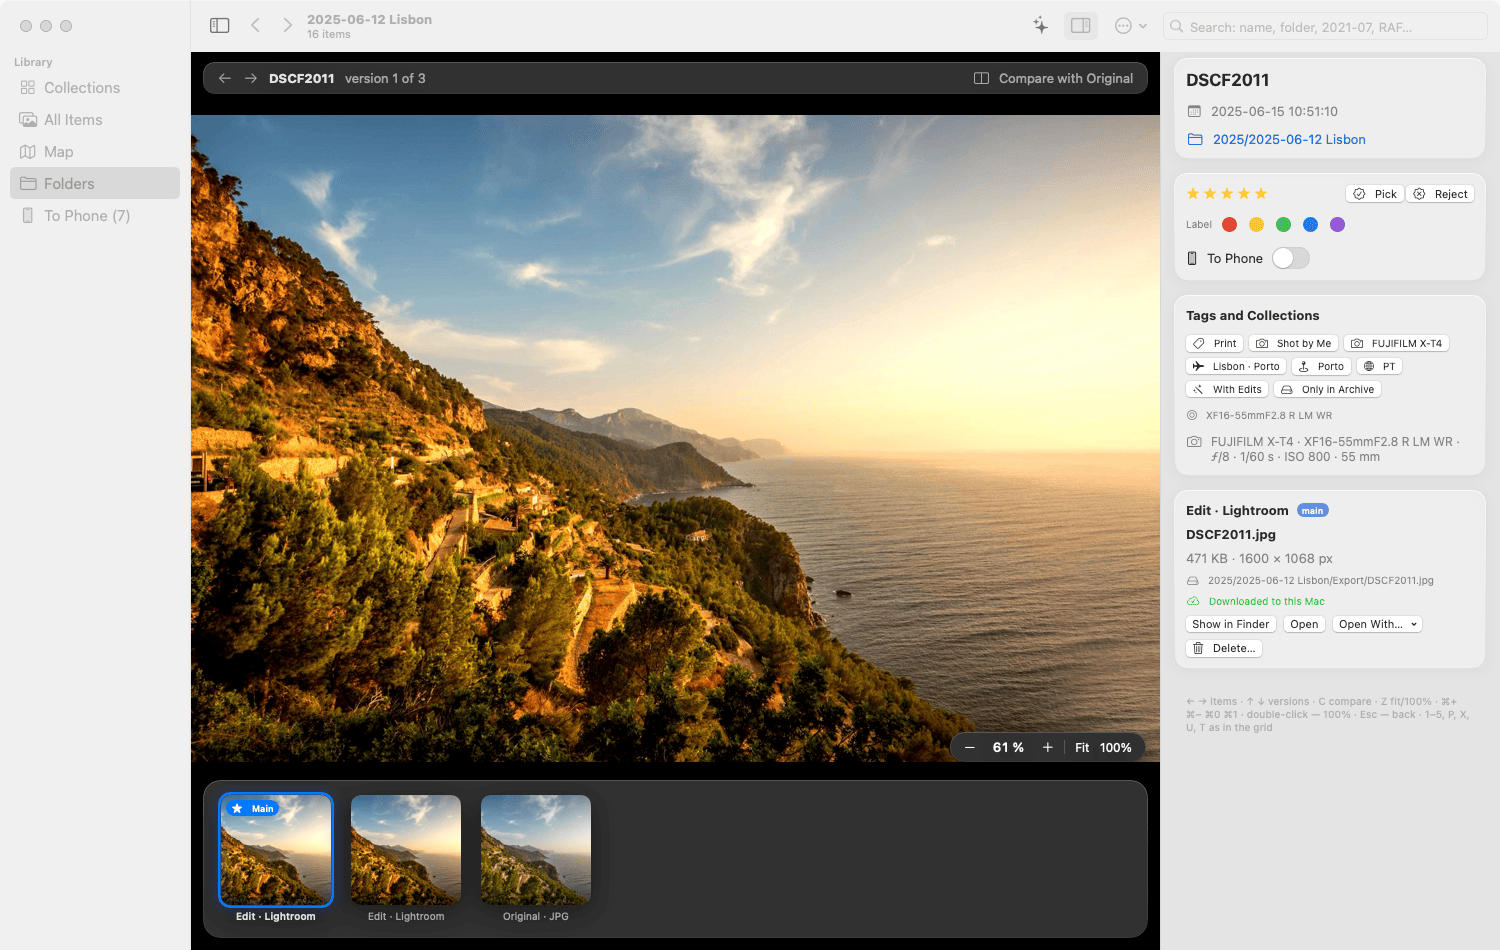 2025-06-12 Lisbon
16 items
Search: name, folder, 2021-07, RAF...
Library
Collections
All Items
Map
Folders
To Phone (7)
DSCF2011 version 1 of 3
Compare with Original
61 % Fit 100%
Main
Edit · Lightroom
Edit · Lightroom
Original · JPG
DSCF2011
2025-06-15 10:51:10
2025/2025-06-12 Lisbon
Pick Reject
Label
To Phone
Tags and Collections
Print Shot by Me FUJIFILM X-T4
Lisbon · Porto Porto PT
With Edits Only in Archive
XF16-55mmF2.8 R LM WR
FUJIFILM X-T4 · XF16-55mmF2.8 R LM WR ·
ƒ/8 · 1/60 s · ISO 800 · 55 mm
Edit · Lightroom main
DSCF2011.jpg
471 KB · 1600 × 1068 px
2025/2025-06-12 Lisbon/Export/DSCF2011.jpg
Downloaded to this Mac
Show in Finder Open Open With...
Delete...
← → items · ↑ ↓ versions · C compare · Z fit/100% · ⌘+
⌘− ⌘0 ⌘1 · double-click — 100% · Esc — back · 1–5, P, X,
U, T as in the grid